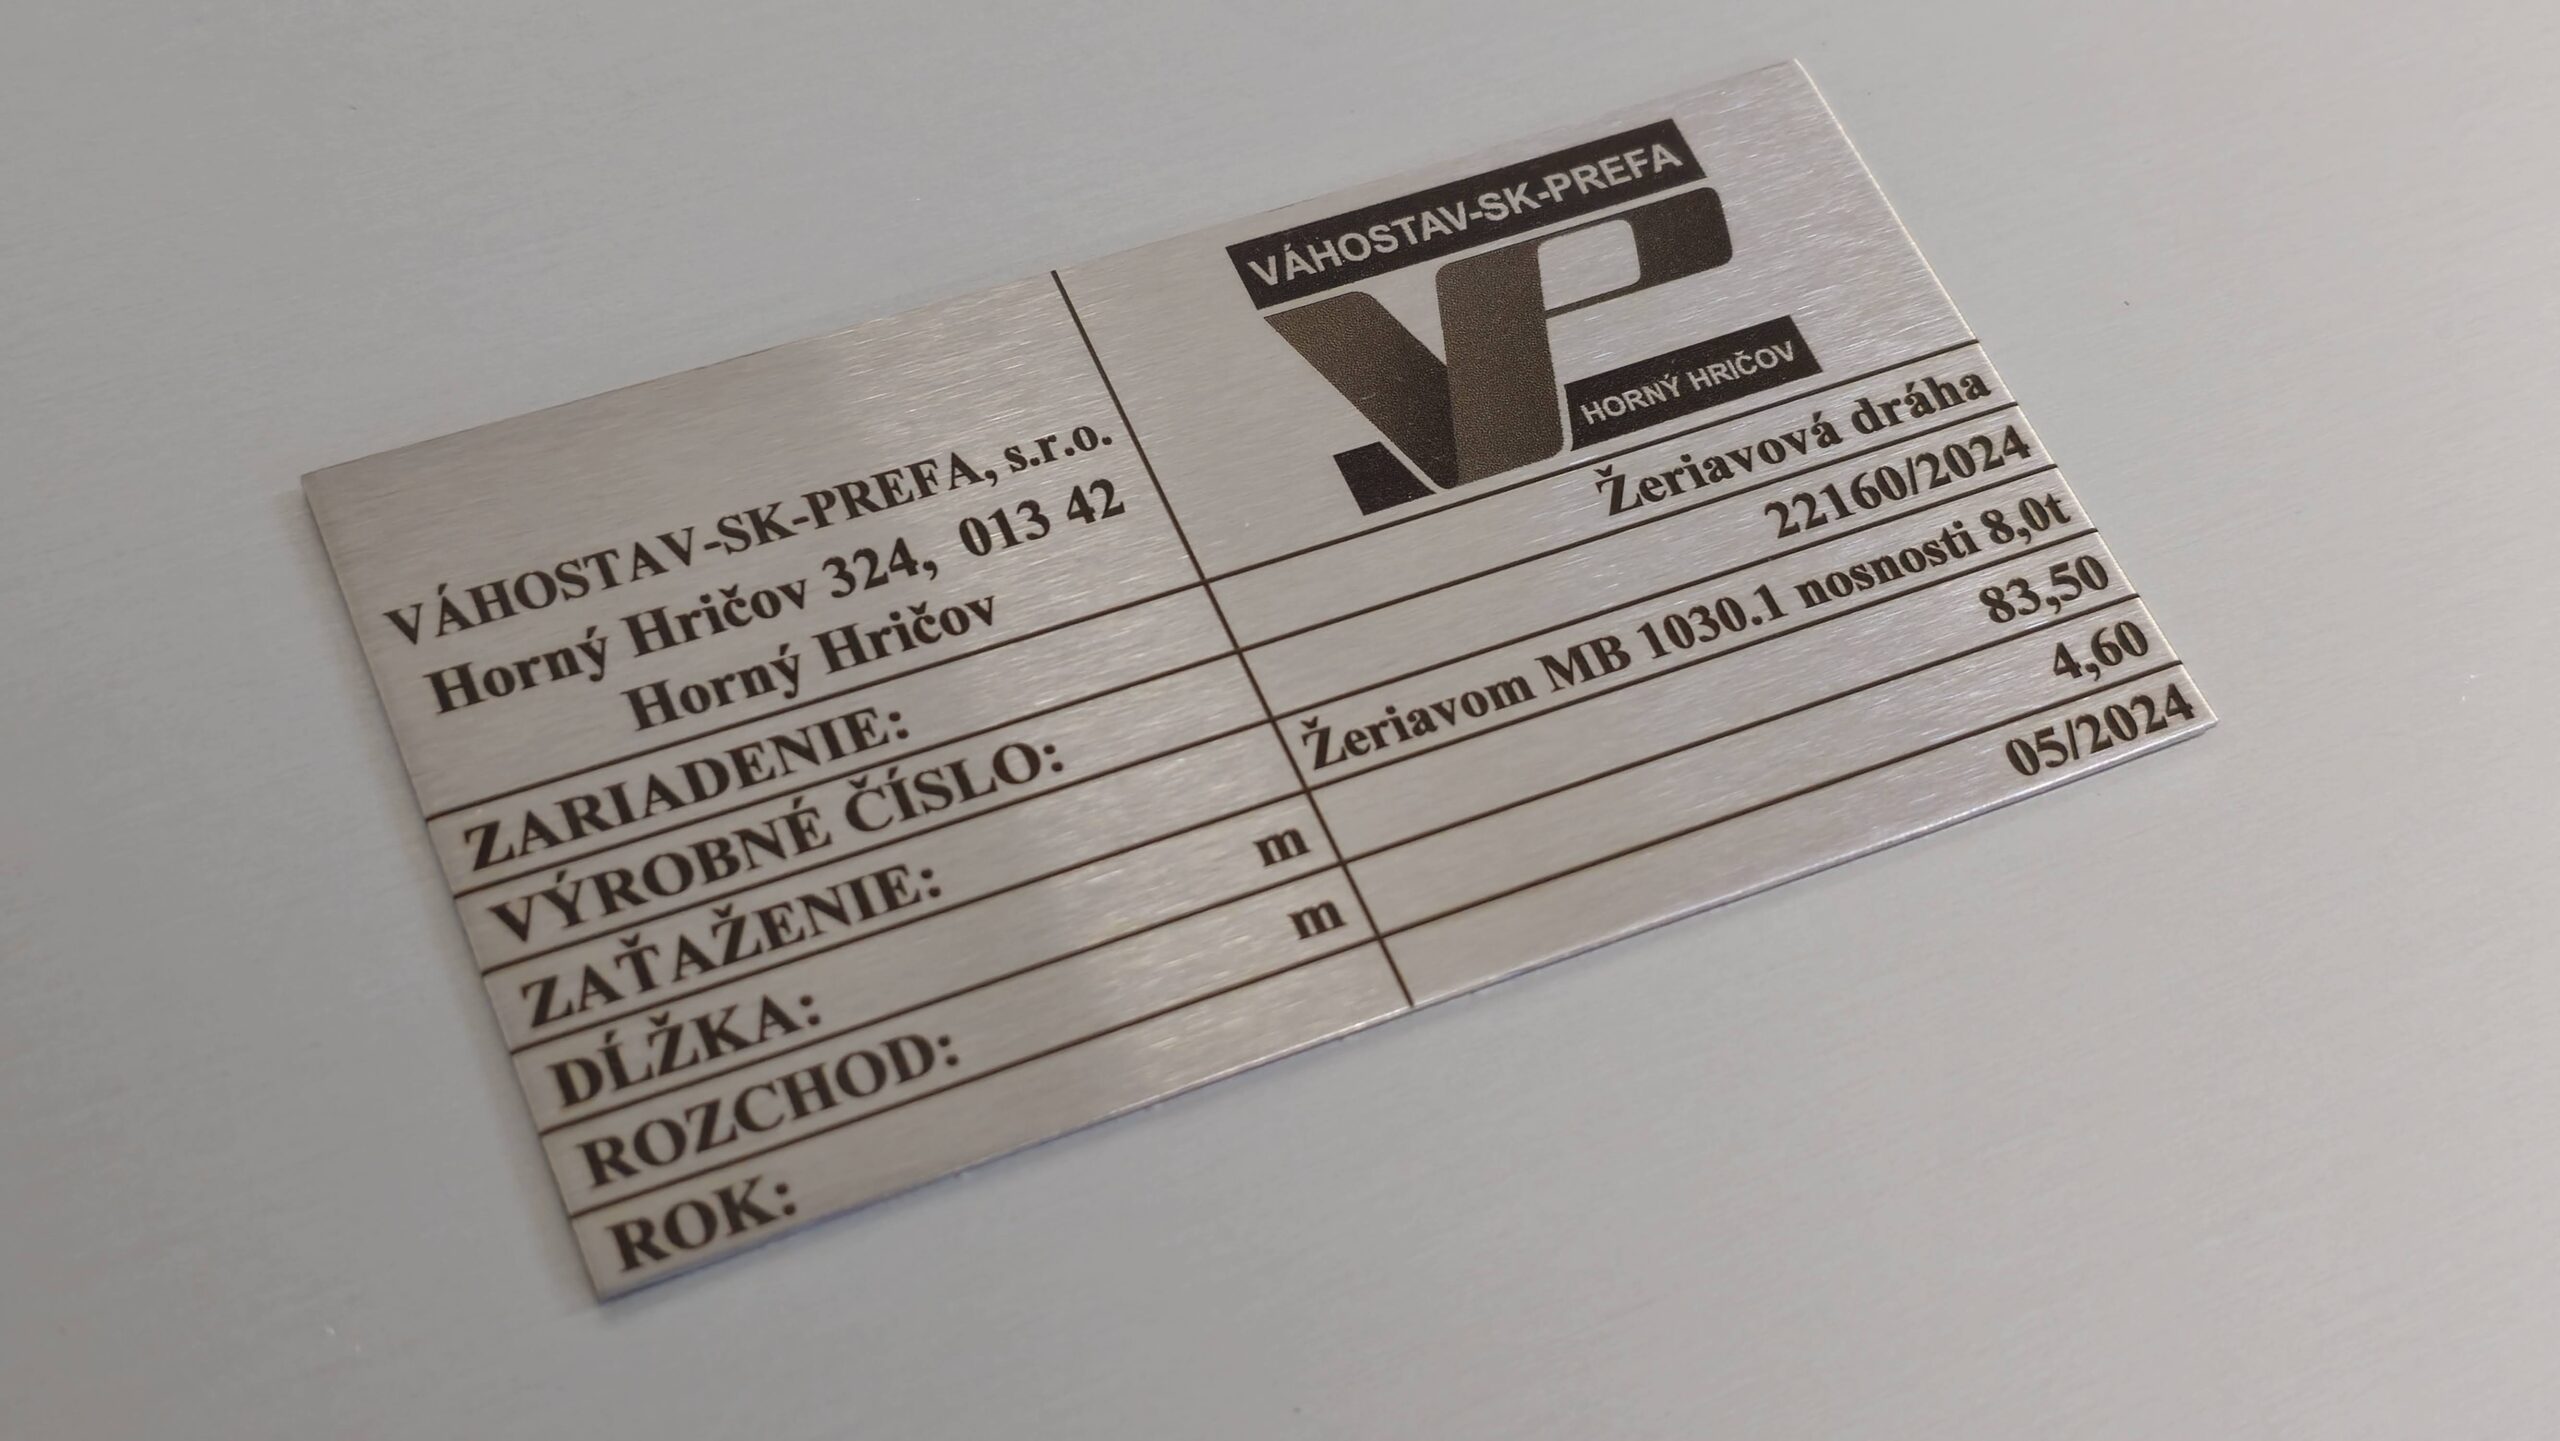 VÁHOSTAV-SK-PREFA, s.r.o.
Horný Hričov 324, 013 42
Horný Hričov
VÁHOSTAV-SK-PREFA
VP
HORNÝ HRIČOV
ZARIADENIE: Žeriavová dráha
VÝROBNÉ ČÍSLO: 22160/2024
ZAŤAŽENIE: Žeriavom MB 1030.1 nosnosti 8,0t
DĹŽKA: m 83,50
ROZCHOD: m 4,60
ROK: 05/2024